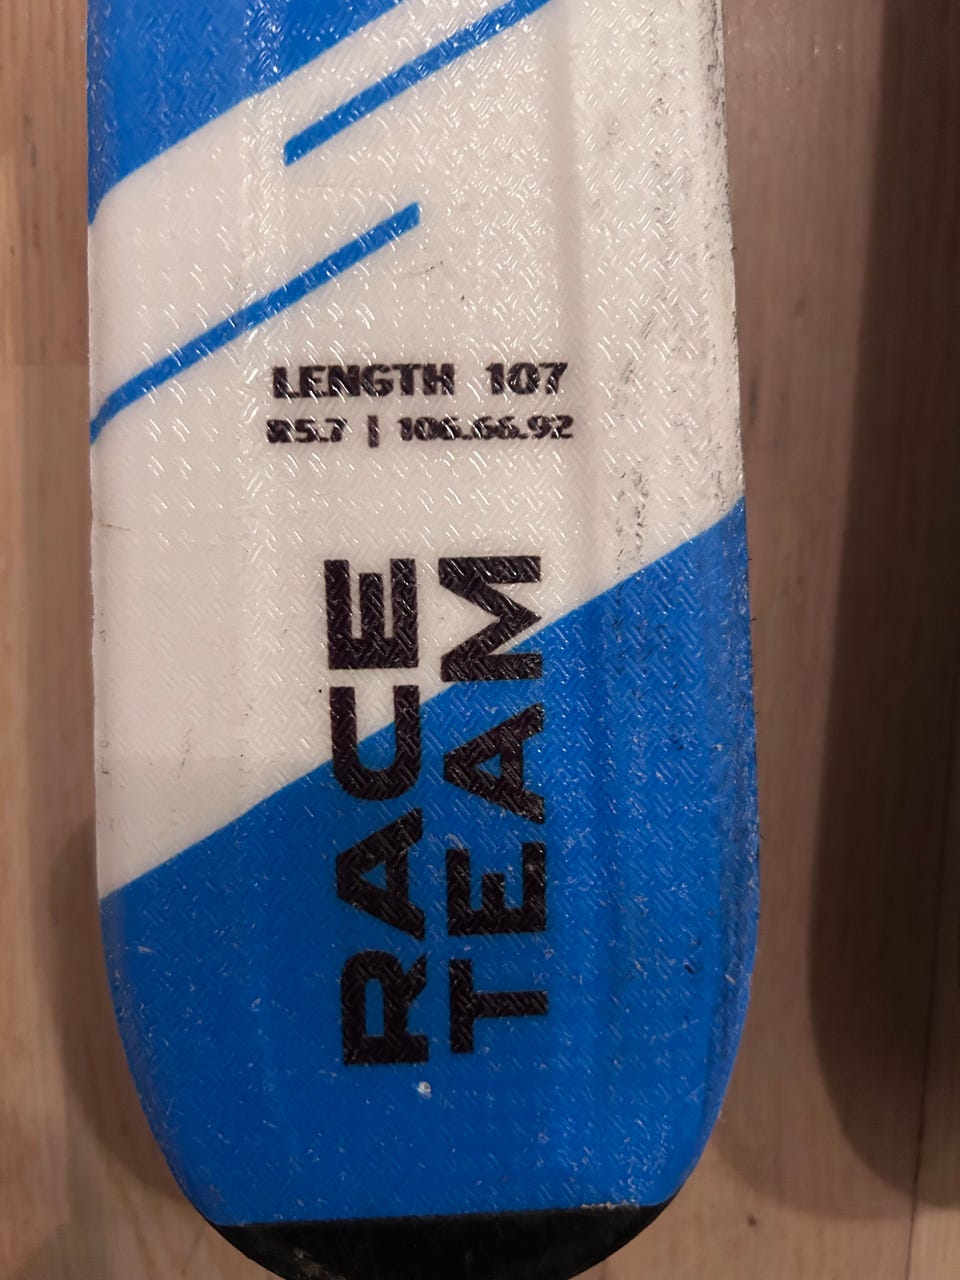 LENGTH 107
R5.7 | 106.66.92
RACE
TEAM